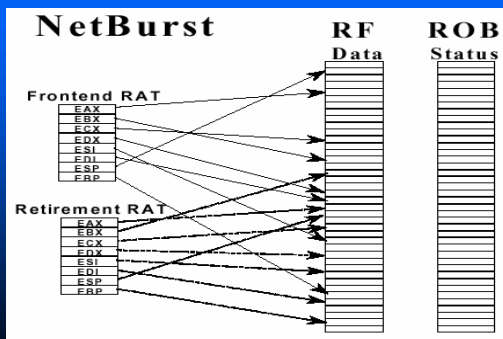 NetBurst
RF
Data
ROB
Status
Frontend RAT
EAX
EBX
ECX
EDX
ESI
EDI
ESP
EBP
Retirement RAT
EAX
EBX
ECX
EDX
ESI
EDI
ESP
EBP